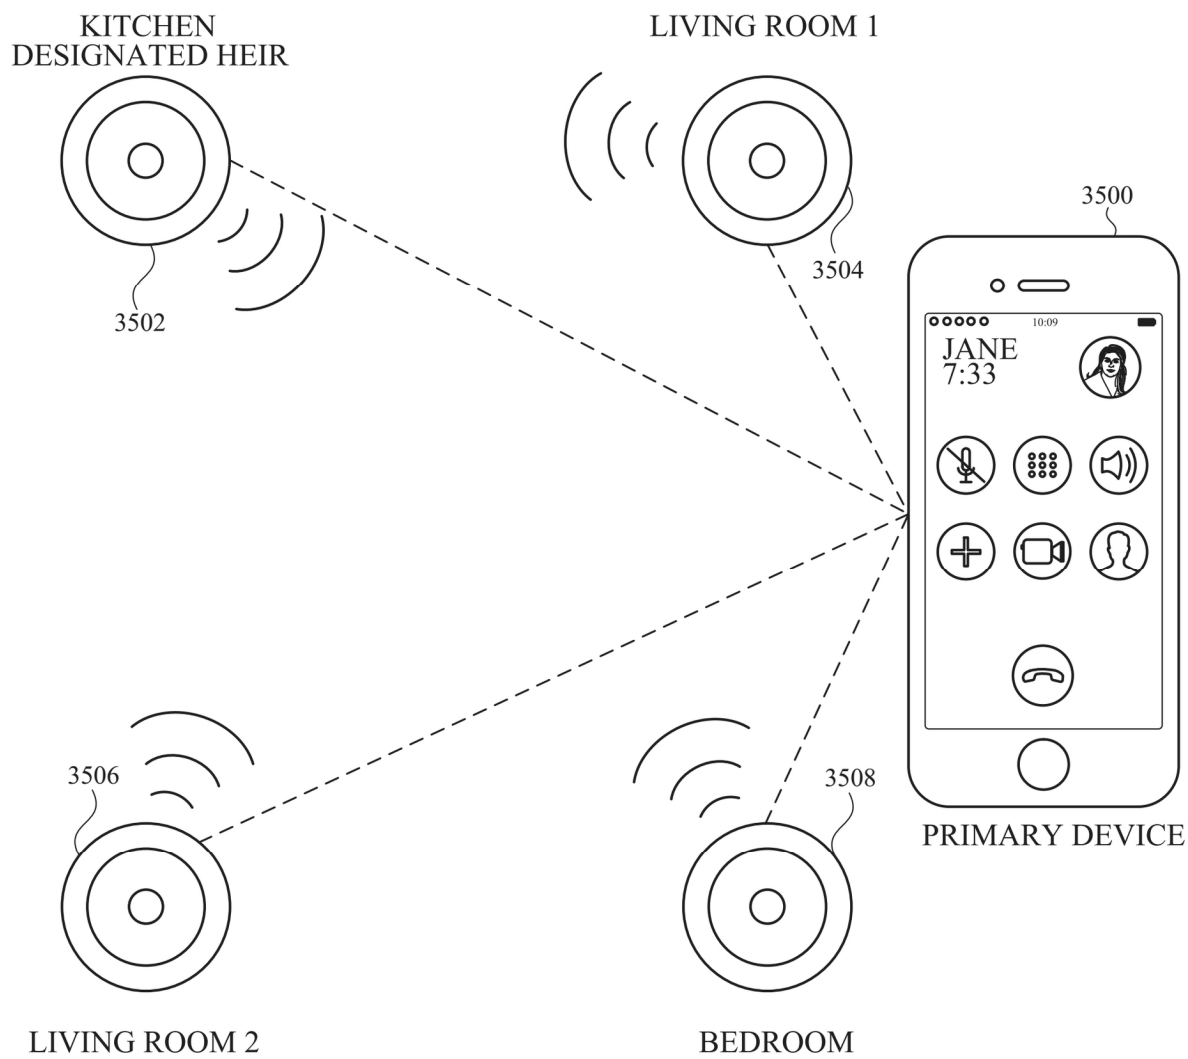 KITCHEN
DESIGNATED HEIR
LIVING ROOM 1
3502
3504
3500
10:09
JANE
7:33
3506
3508
PRIMARY DEVICE
LIVING ROOM 2
BEDROOM